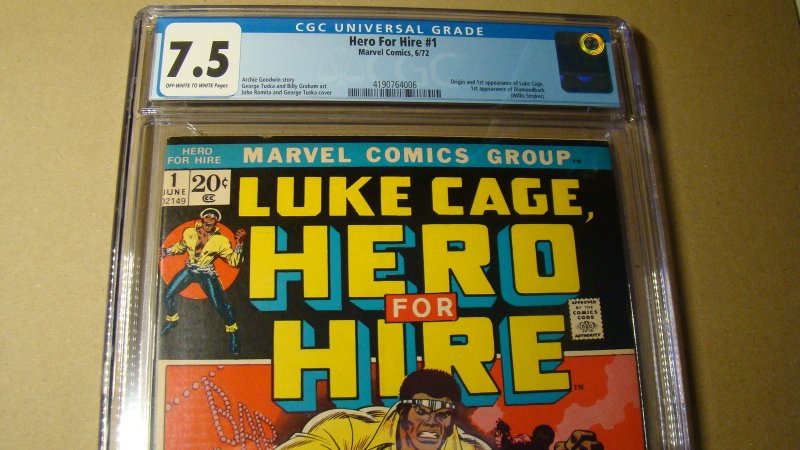 CGC UNIVERSAL GRADE
7.5
OFF-WHITE TO WHITE Pages
Hero For Hire #1
Marvel Comics, 6/72
Archie Goodwin story
George Tuska and Billy Graham art
John Romita and George Tuska cover
4190764006
Origin and 1st appearance of Luke Cage.
1st appearance of Diamondback
(Willis Stryker).
HERO
FOR HIRE
MARVEL COMICS GROUP
TM
1
JUNE
02149
20¢
CC
LUKE CAGE,
HERO
FOR
HIRE
TM
APPROVED
BY THE
COMICS CODE
AUTHORITY
BAD